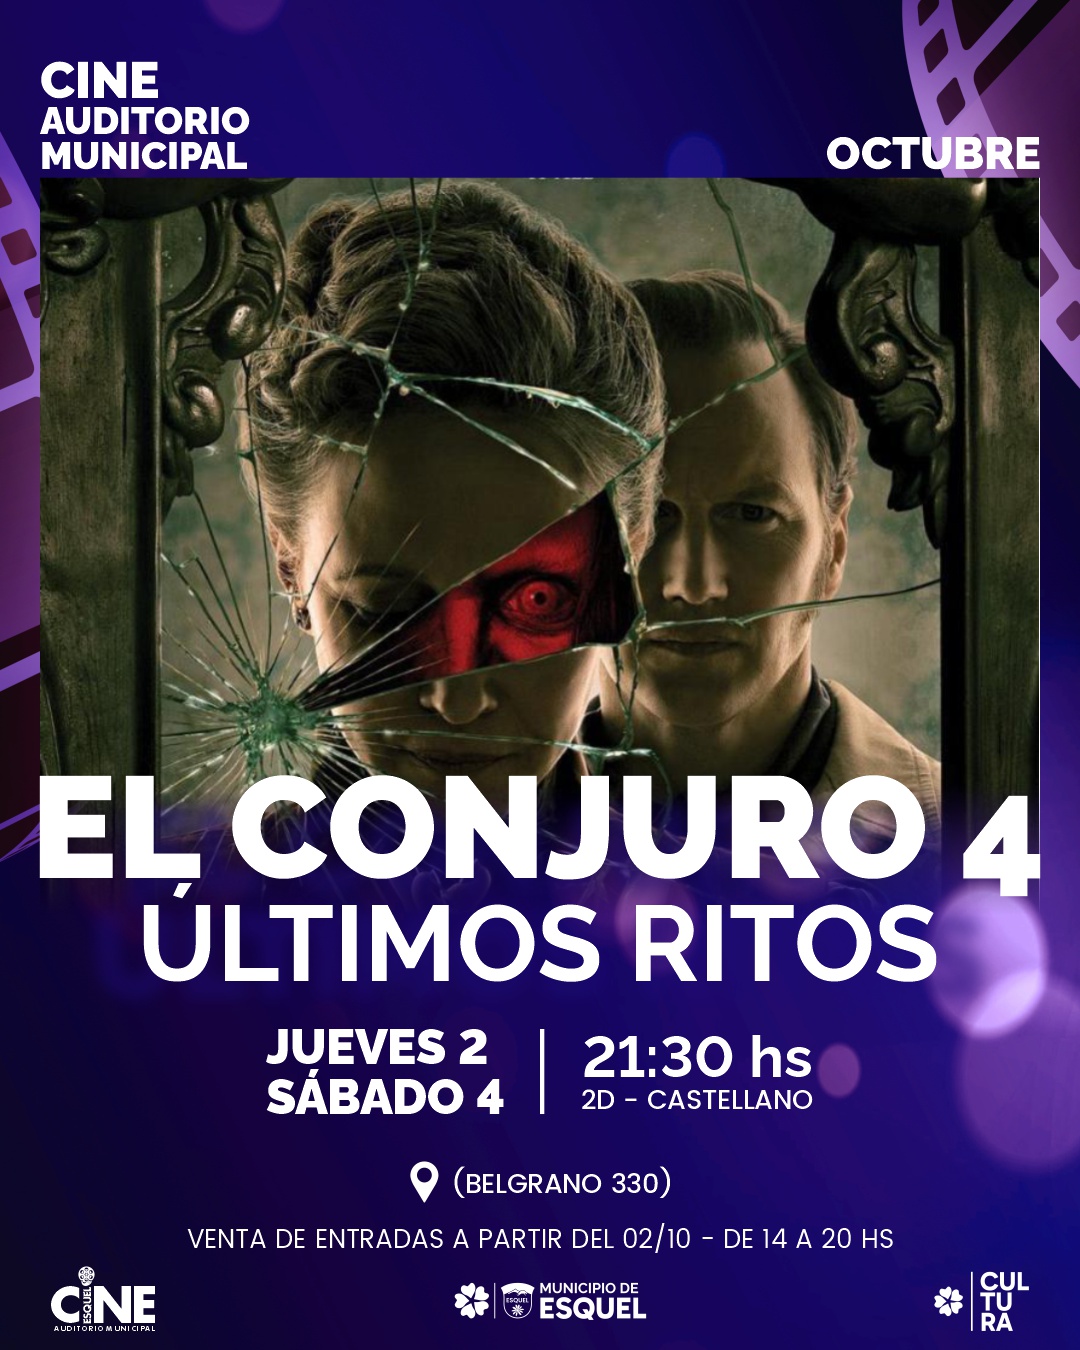 CINE
AUDITORIO
MUNICIPAL
OCTUBRE
EL CONJURO 4
ÚLTIMOS RITOS
JUEVES 2
SÁBADO 4
21:30 hs
2D - CASTELLANO
(BELGRANO 330)
VENTA DE ENTRADAS A PARTIR DEL 02/10 - DE 14 A 20 HS
CINE
ESQUEL
AUDITORIO MUNICIPAL
ESQUEL
MUNICIPIO DE
ESQUEL
CUL
TU
RA